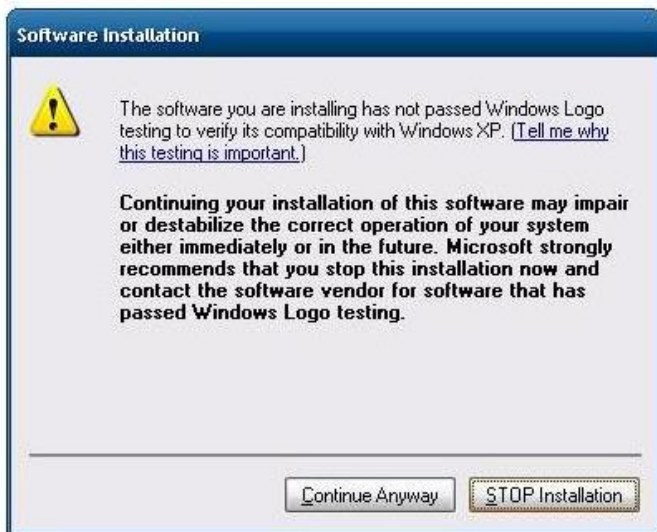 Software Installation
The software you are installing has not passed Windows Logo
testing to verify its compatibility with Windows XP. (Tell me why
this testing is important.)
Continuing your installation of this software may impair
or destabilize the correct operation of your system
either immediately or in the future. Microsoft strongly
recommends that you stop this installation now and
contact the software vendor for software that has
passed Windows Logo testing.
Continue Anyway
STOP Installation